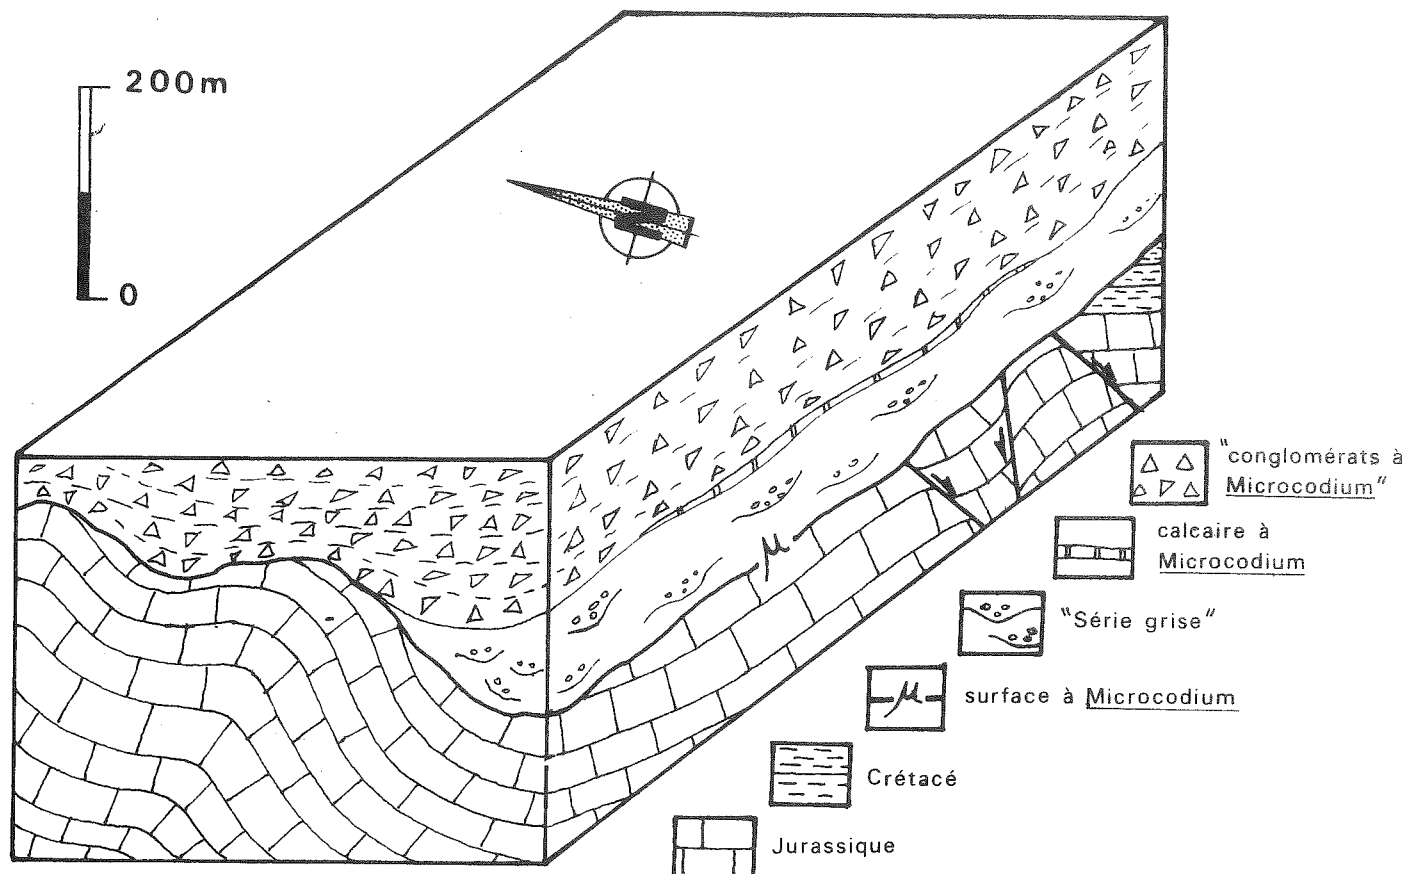 200m
0
μ
"conglomérats à
Microcodium"
calcaire à
Microcodium
"Série grise"
μ
surface à Microcodium
Crétacé
Jurassique